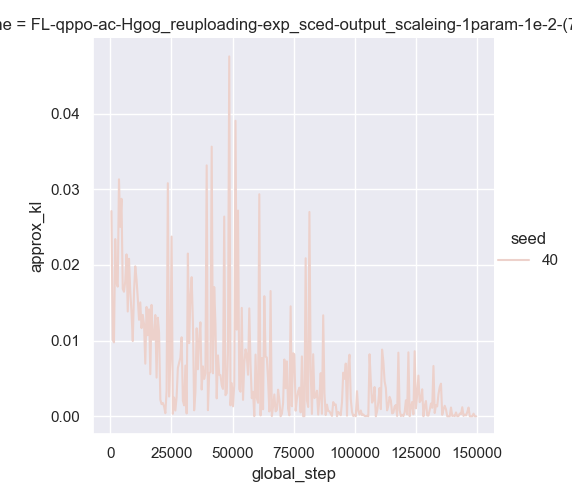 ne = FL-qppo-ac-Hgog_reuploading-exp_sced-output_scaleing-1param-1e-2-(7
0.04
0.03
0.02
0.01
0.00
approx_kl
0 25000 50000 75000 100000 125000 150000
global_step
seed
40